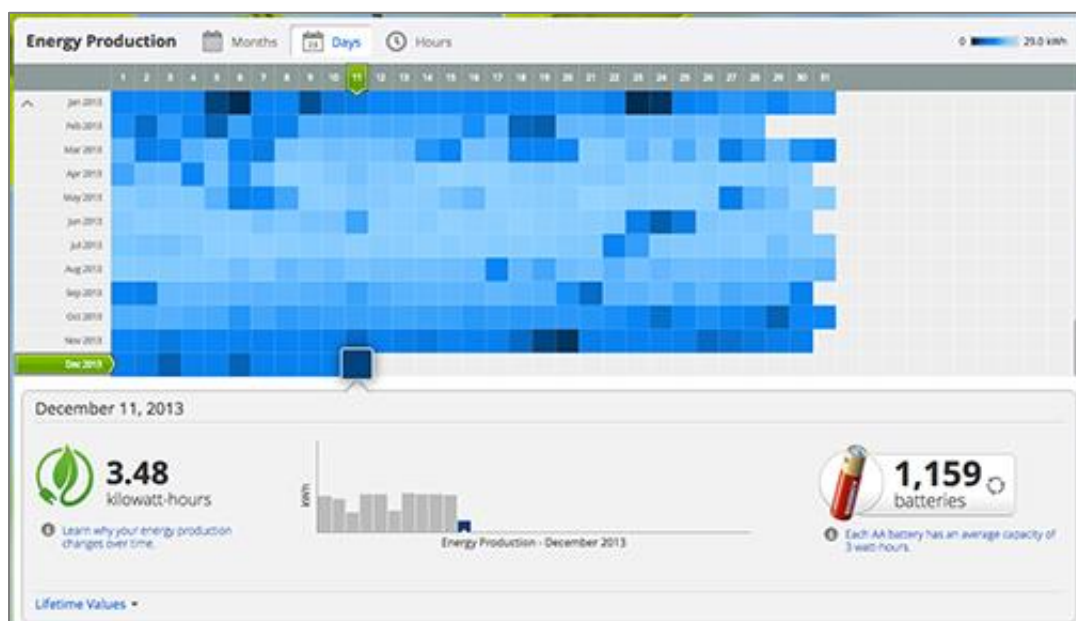 Energy Production Months Days Hours 0 29.0 kWh
1 2 3 4 5 6 7 8 9 10 11 12 13 14 15 16 17 18 19 20 21 22 23 24 25 26 27 28 29 30 31
Jan 2013
Feb 2013
Mar 2013
Apr 2013
May 2013
Jun 2013
Jul 2013
Aug 2013
Sep 2013
Oct 2013
Nov 2013
Dec 2013
December 11, 2013
3.48
kilowatt-hours
Learn why your energy production
changes over time.
kWh
Energy Production - December 2013
1,159
batteries
Each AA battery has an average capacity of
3 watt-hours.
Lifetime Values